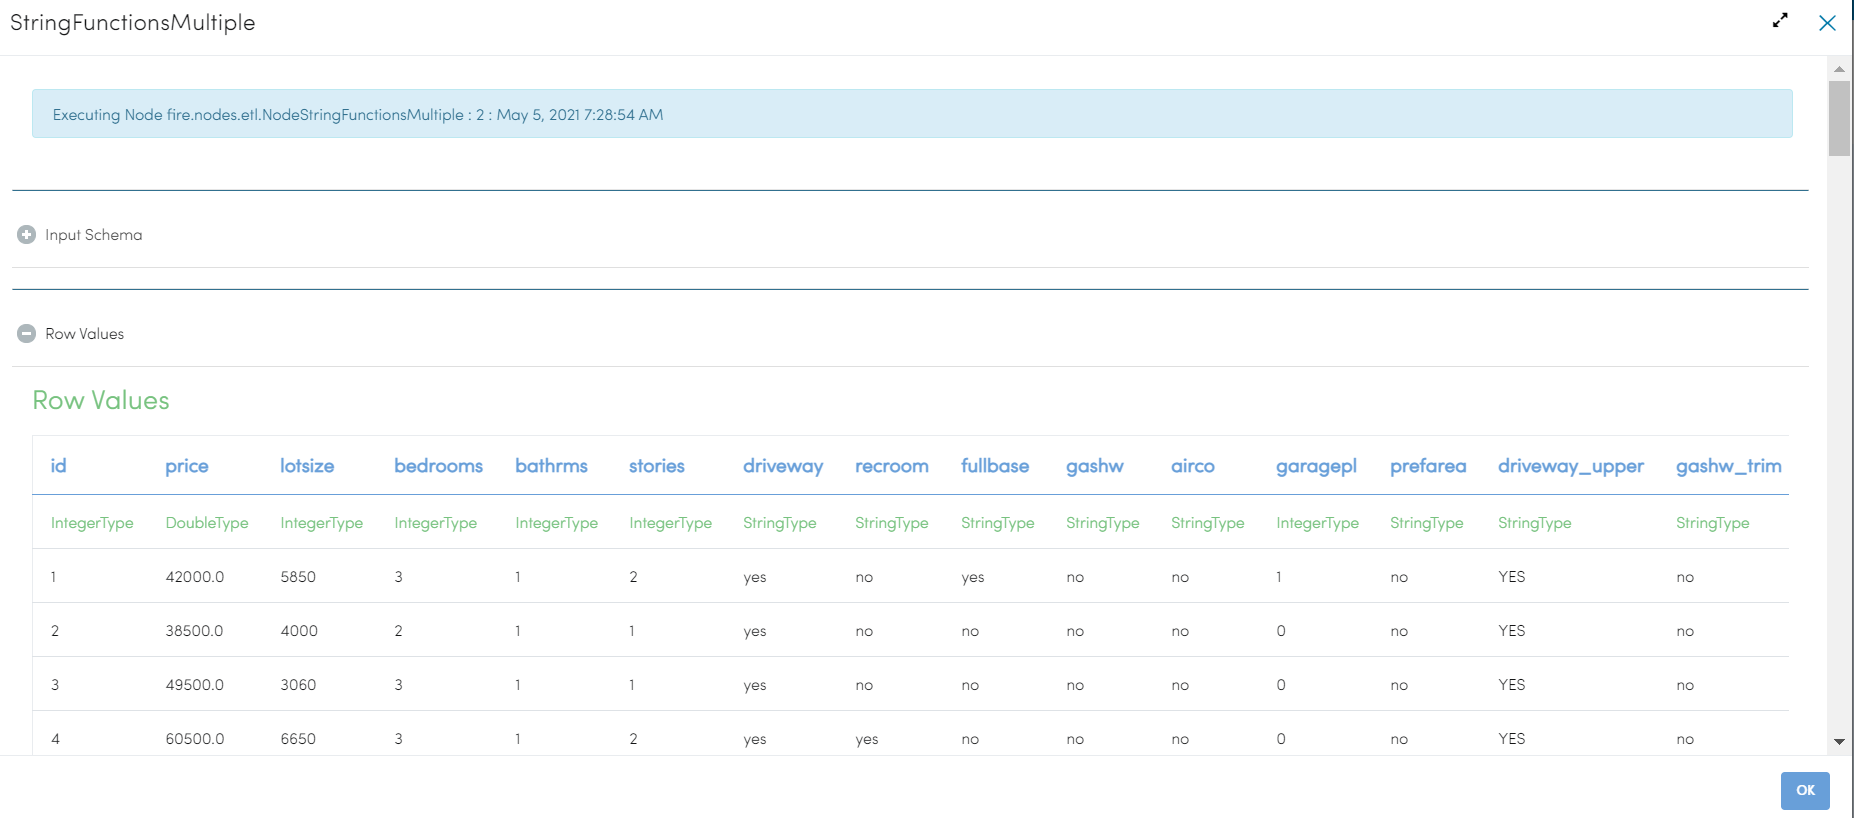 StringFunctionsMultiple
Executing Node fire.nodes.etl.NodeStringFunctionsMultiple : 2 : May 5, 2021 7:28:54 AM
Input Schema
Row Values
Row Values
id price lotsize bedrooms bathrms stories driveway recroom fullbase gashw airco garagepl prefarea driveway_upper gashw_trim
IntegerType DoubleType IntegerType IntegerType IntegerType IntegerType StringType StringType StringType StringType StringType IntegerType StringType StringType StringType
1 42000.0 5850 3 1 2 yes no yes no no 1 no YES no
2 38500.0 4000 2 1 1 yes no no no no 0 no YES no
3 49500.0 3060 3 1 1 yes no no no no 0 no YES no
4 60500.0 6650 3 1 2 yes yes no no no 0 no YES no
OK